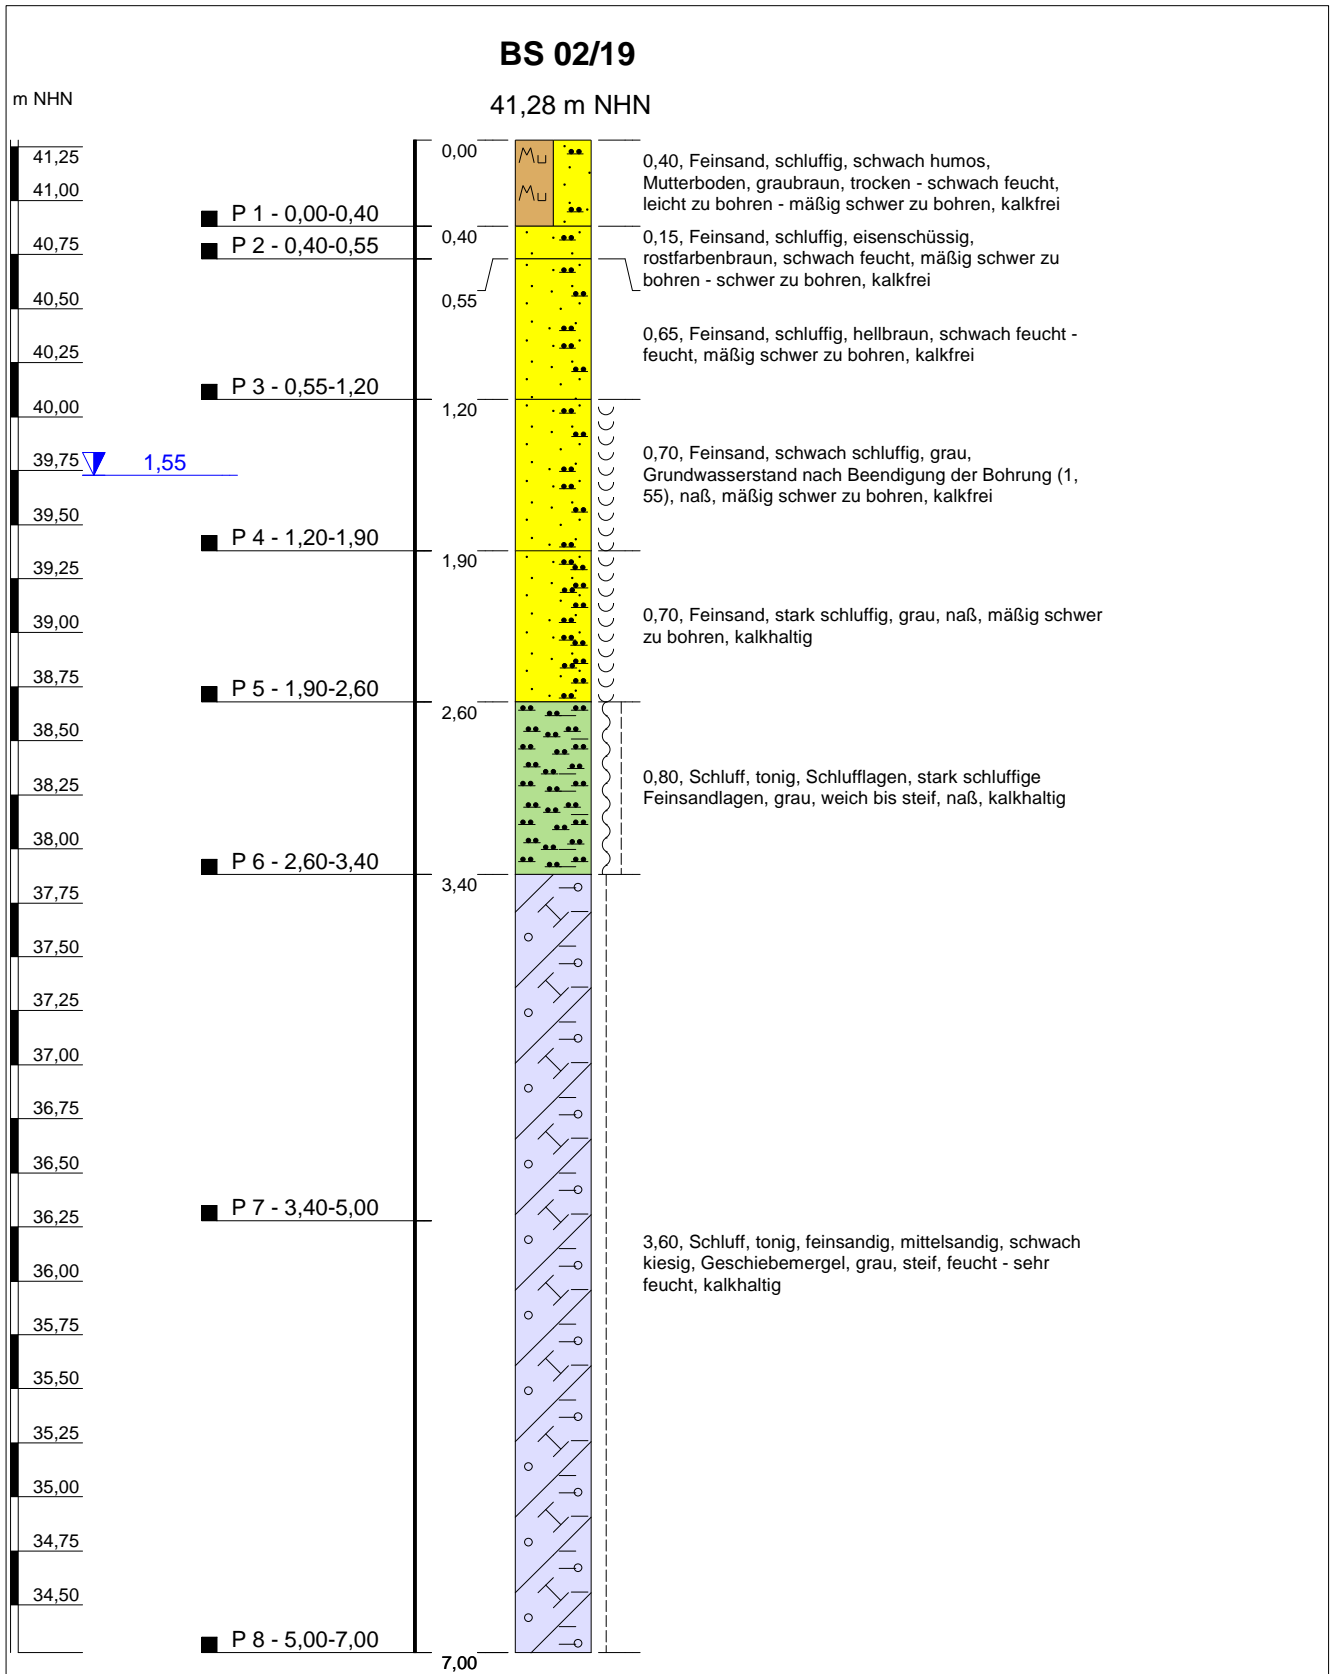 BS 02/19
41,28 m NHN
m NHN
41,25
41,00
40,75
40,50
40,25
40,00
39,75
39,50
39,25
39,00
38,75
38,50
38,25
38,00
37,75
37,50
37,25
37,00
36,75
36,50
36,25
36,00
35,75
35,50
35,25
35,00
34,75
34,50
1,55
P 1 - 0,00-0,40
P 2 - 0,40-0,55
P 3 - 0,55-1,20
P 4 - 1,20-1,90
P 5 - 1,90-2,60
P 6 - 2,60-3,40
P 7 - 3,40-5,00
P 8 - 5,00-7,00
0,00
0,40
0,55
1,20
1,90
2,60
3,40
7,00
Mu
Mu
0,40, Feinsand, schluffig, schwach humos,
Mutterboden, graubraun, trocken - schwach feucht,
leicht zu bohren - mäßig schwer zu bohren, kalkfrei
0,15, Feinsand, schluffig, eisenschüssig,
rostfarbenbraun, schwach feucht, mäßig schwer zu
bohren - schwer zu bohren, kalkfrei
0,65, Feinsand, schluffig, hellbraun, schwach feucht -
feucht, mäßig schwer zu bohren, kalkfrei
0,70, Feinsand, schwach schluffig, grau,
Grundwasserstand nach Beendigung der Bohrung (1,
55), naß, mäßig schwer zu bohren, kalkfrei
0,70, Feinsand, stark schluffig, grau, naß, mäßig schwer
zu bohren, kalkhaltig
0,80, Schluff, tonig, Schlufflagen, stark schluffige
Feinsandlagen, grau, weich bis steif, naß, kalkhaltig
3,60, Schluff, tonig, feinsandig, mittelsandig, schwach
kiesig, Geschiebemergel, grau, steif, feucht - sehr
feucht, kalkhaltig